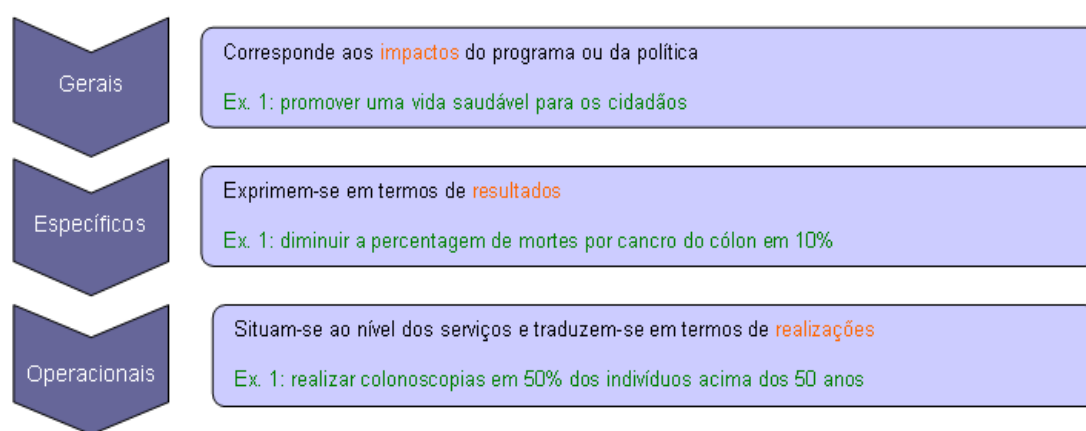 Gerais
Corresponde aos impactos do programa ou da política
Ex. 1: promover uma vida saudável para os cidadãos
Específicos
Exprimem-se em termos de resultados
Ex. 1: diminuir a percentagem de mortes por cancro do cólon em 10%
Operacionais
Situam-se ao nível dos serviços e traduzem-se em termos de realizações
Ex. 1: realizar colonoscopias em 50% dos indivíduos acima dos 50 anos